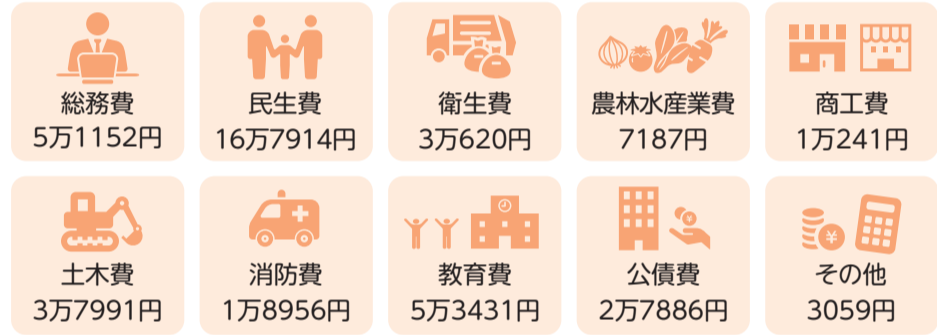 総務費
5万1152円
民生費
16万7914円
衛生費
3万620円
農林水産業費
7187円
商工費
1万241円
土木費
3万7991円
消防費
1万8956円
教育費
5万3431円
公債費
¥
2万7886円
その他
¥
3059円